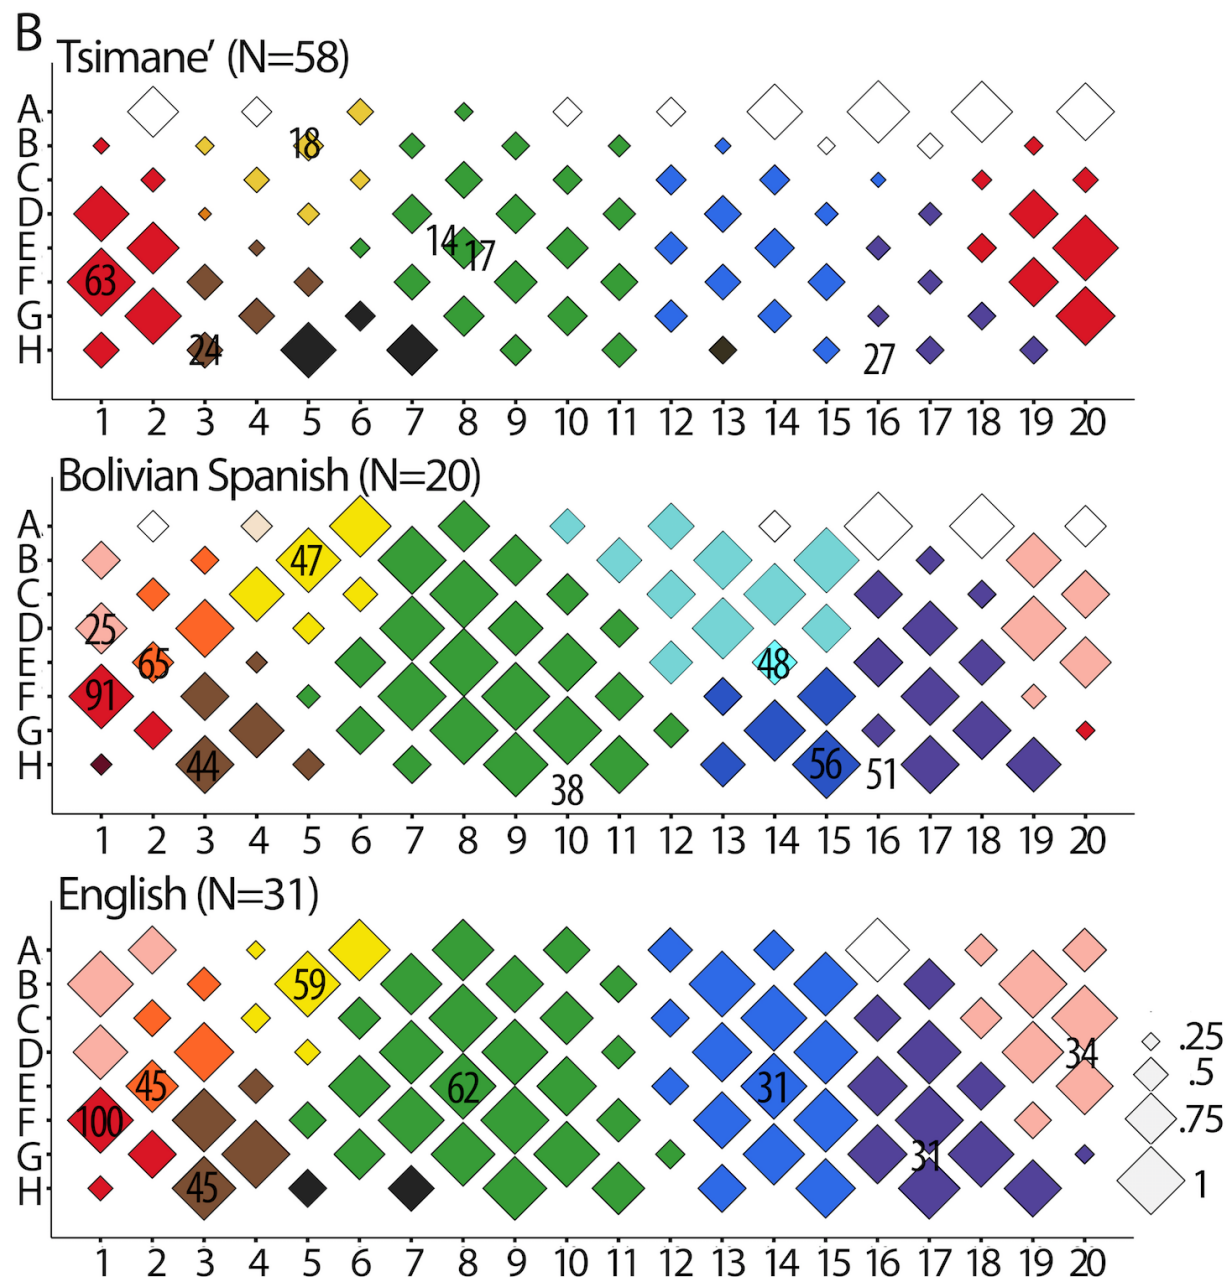 B
Tsimane’ (N=58)
A
B 18
C
D
E 14 17
F 63
G
H 24 27
1 2 3 4 5 6 7 8 9 10 11 12 13 14 15 16 17 18 19 20
Bolivian Spanish (N=20)
A
B 47
C
D 25
E 65 48
F 91
G
H 44 56 51
38
1 2 3 4 5 6 7 8 9 10 11 12 13 14 15 16 17 18 19 20
English (N=31)
A
B 59
C
D 34 .25
E 45 62 31 .5
F 100 .75
G 31
H 45 1
1 2 3 4 5 6 7 8 9 10 11 12 13 14 15 16 17 18 19 20